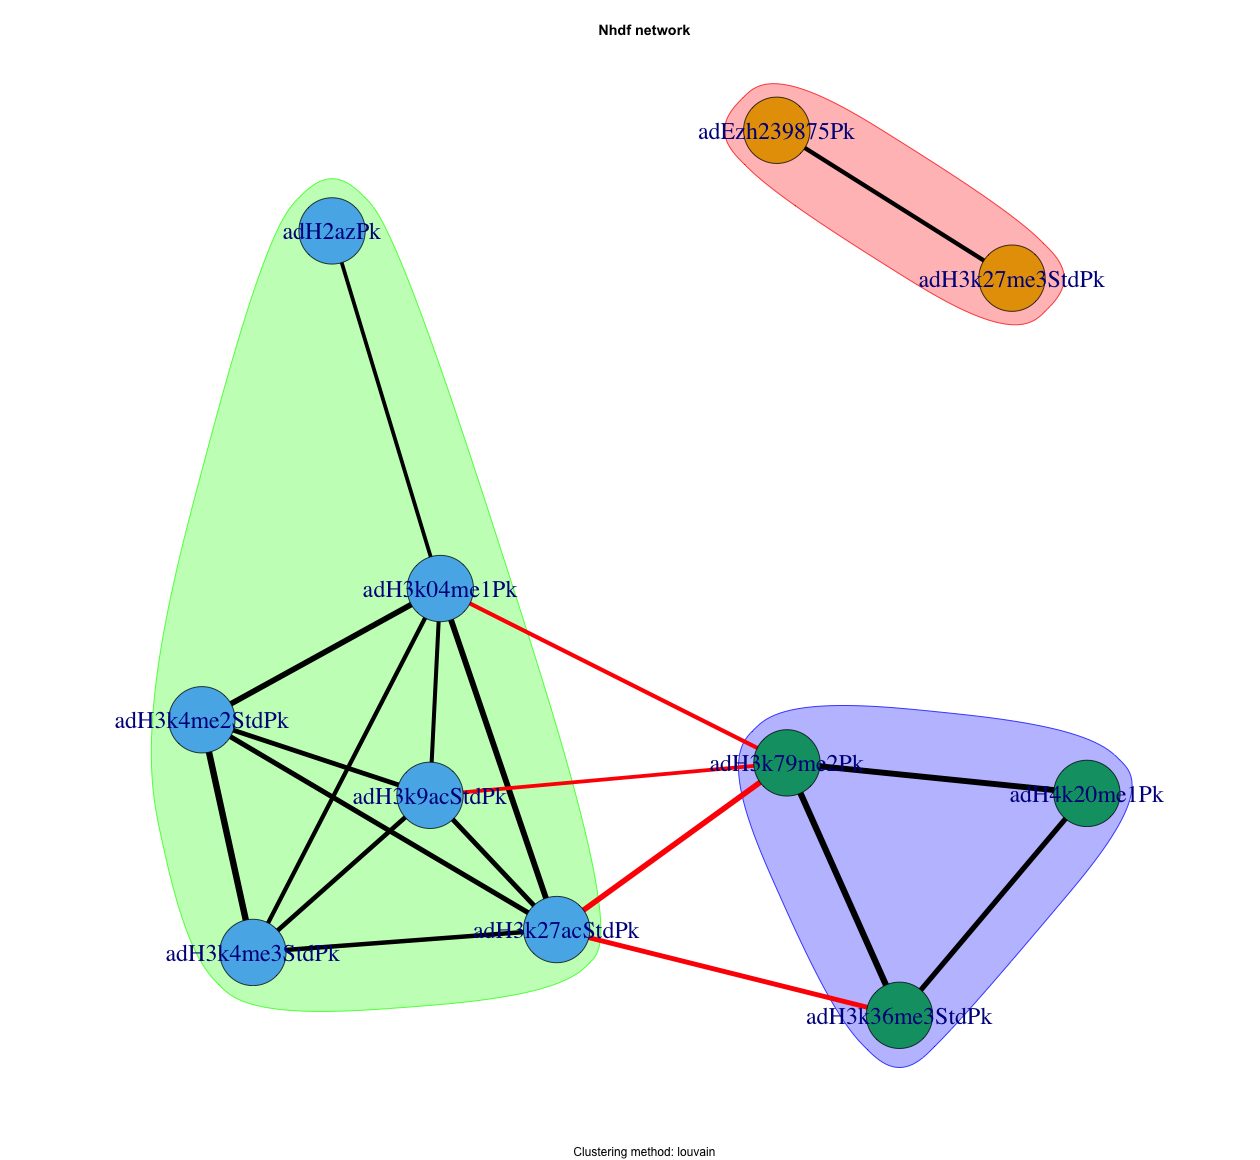 Nhdf network
adEzh239875Pk
adH2azPk
adH3k27me3StdPk
adH3k04me1Pk
adH3k4me2StdPk
adH3k79me2Pk
adH3k9acStdPk
adH4k20me1Pk
adH3k27acStdPk
adH3k4me3StdPk
adH3k36me3StdPk
Clustering method: louvain